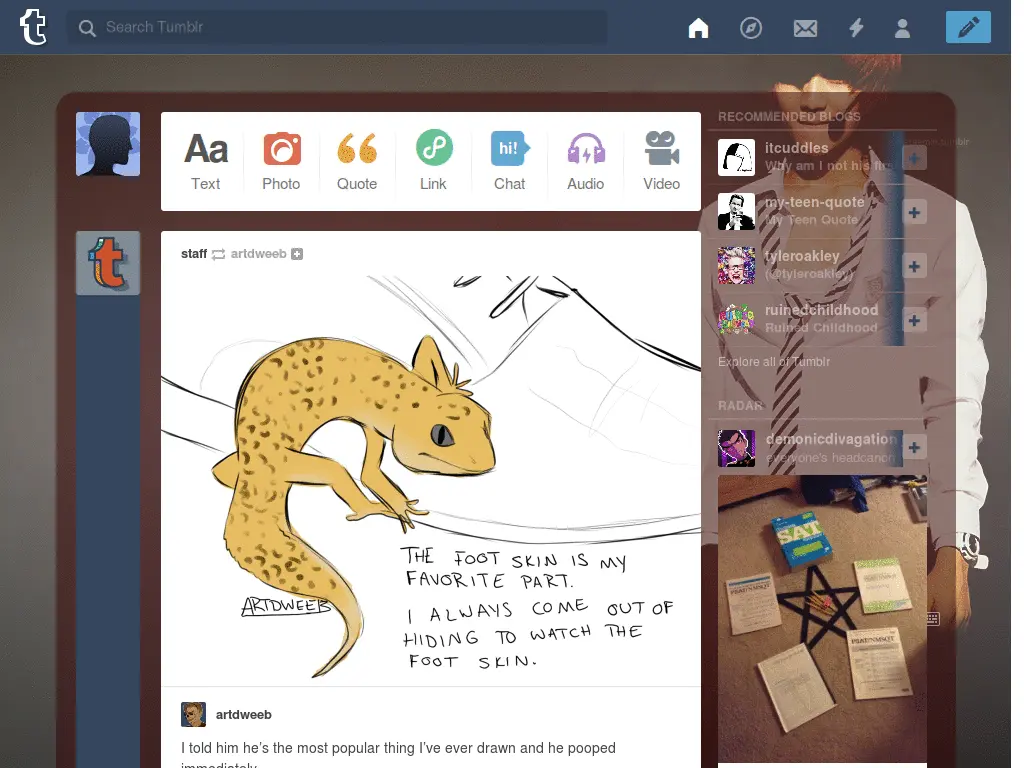 Search Tumblr
RECOMMENDED BLOGS
Aa
hi!
Text
Photo
Quote
Link
Chat
Audio
Video
itcuddles
Why am I not his
my-teen-quote
My Teen Quote
staff artdweeb
tyleroakley
(@tyleroakley)
ruinedchildhood
Ruined Childhood
Explore all of Tumblr
RADAR
demonicdivagation
everyone's headcanon
SAT
THE FOOT SKIN IS MY
FAVORITE PART.
I ALWAYS COME OUT OF
HIDING TO WATCH THE
FOOT SKIN.
ARTDWEEB
artdweeb
I told him he's the most popular thing I've ever drawn and he pooped
immediately